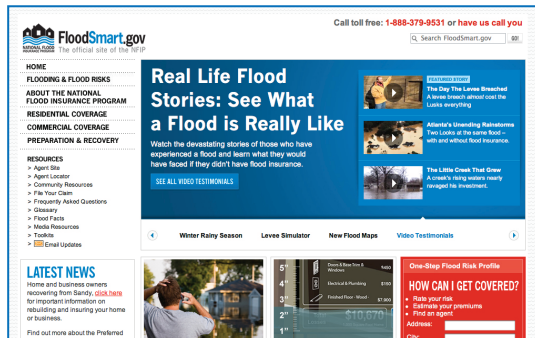 Call toll free: 1-888-379-9531 or have us call you
NATIONAL FLOOD
INSURANCE PROGRAM
FloodSmart.gov
The official site of the NFIP
Search FloodSmart.gov GO!
HOME
FLOODING & FLOOD RISKS
ABOUT THE NATIONAL
FLOOD INSURANCE PROGRAM
RESIDENTIAL COVERAGE
COMMERCIAL COVERAGE
PREPARATION & RECOVERY
RESOURCES
> Agent Site
> Agent Locator
> Community Resources
> File Your Claim
> Frequently Asked Questions
> Glossary
> Flood Facts
> Media Resources
> Toolkits
> Email Updates
Real Life Flood
Stories: See What
a Flood is Really Like
Watch the devastating stories of those who have
experienced a flood and learn what they would
have faced if they didn't have flood insurance.
SEE ALL VIDEO TESTIMONIALS
FEATURED STORY
The Day The Levee Breached
A levee breach almost cost the
Lusks everything
Atlanta's Unending Rainstorms
Two Looks at the same flood –
with and without flood insurance.
The Little Creek That Grew
A creek's rising waters nearly
ravaged his investment.
Winter Rainy Season Levee Simulator New Flood Maps Video Testimonials
LATEST NEWS
Home and business owners
recovering from Sandy, click here
for important information on
rebuilding and insuring your home
or business.
Find out more about the Preferred
5"
4"
3"
2"
1"
Doors & Base Trim &
Windows $450
Electrical & Plumbing $150
Finished Floor - Wood - $7,900
$10,670
One-Step Flood Risk Profile
HOW CAN I GET COVERED?
• Rate your risk
• Estimate your premiums
• Find an agent
Address:
City: